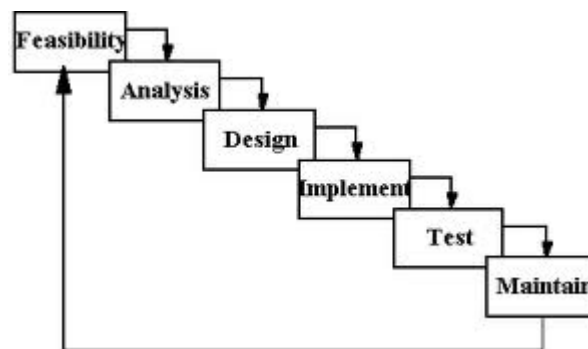 Feasibility
Analysis
Design
Implement
Test
Maintain